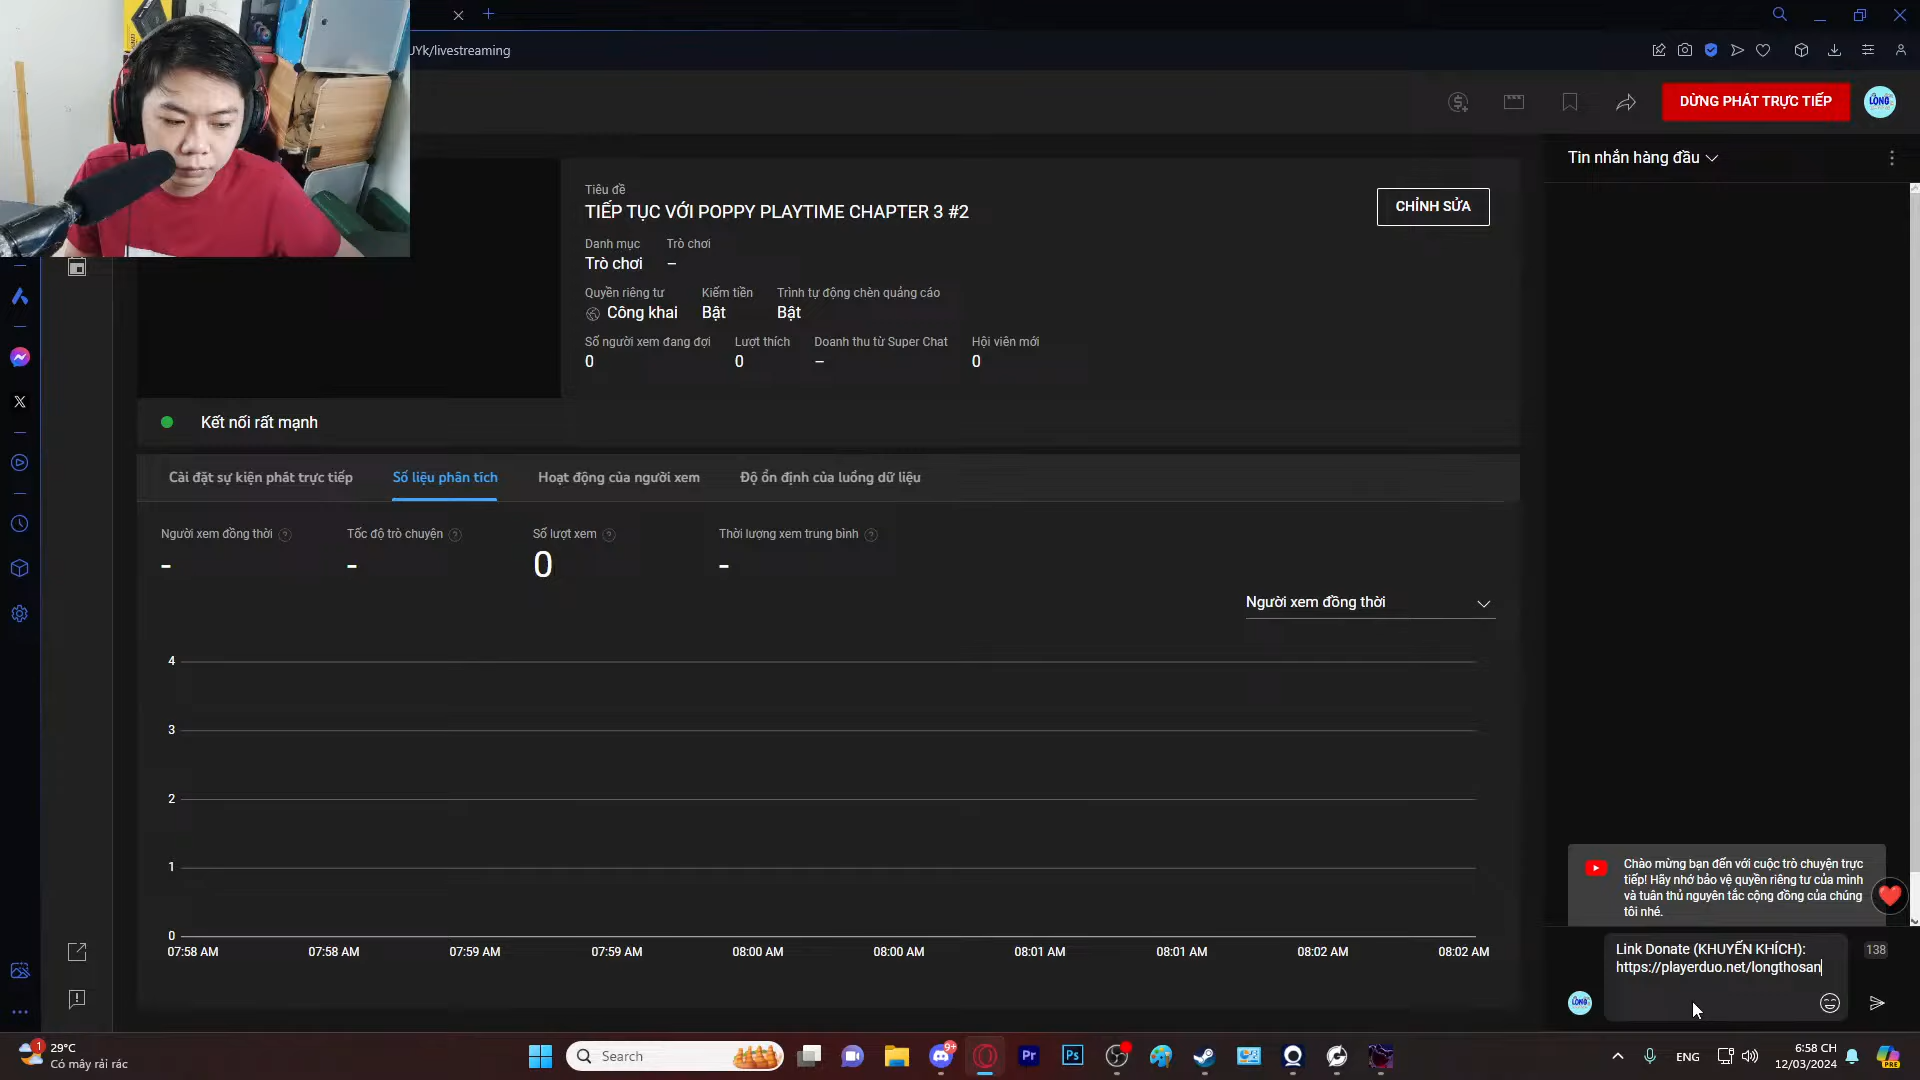 JYk/livestreaming
DỪNG PHÁT TRỰC TIẾP
LONG
Tin nhắn hàng đầu
Tiêu đề
TIẾP TỤC VỚI POPPY PLAYTIME CHAPTER 3 #2
CHỈNH SỬA
Danh mục Trò chơi
Trò chơi –
Quyền riêng tư Kiếm tiền Trình tự động chèn quảng cáo
Công khai Bật Bật
Số người xem đang đợi Lượt thích Doanh thu từ Super Chat Hội viên mới
0 0 – 0
Kết nối rất mạnh
Cài đặt sự kiện phát trực tiếp Số liệu phân tích Hoạt động của người xem Độ ổn định của luồng dữ liệu
Người xem đồng thời Tốc độ trò chuyện Số lượt xem Thời lượng xem trung bình
- - 0 -
Người xem đồng thời
4
3
2
1
0
07:58 AM 07:58 AM 07:59 AM 07:59 AM 08:00 AM 08:00 AM 08:01 AM 08:01 AM 08:02 AM 08:02 AM
Chào mừng bạn đến với cuộc trò chuyện trực
tiếp! Hãy nhớ bảo vệ quyền riêng tư của mình
và tuân thủ nguyên tắc cộng đồng của chúng
tôi nhé.
Link Donate (KHUYẾN KHÍCH):
https://playerduo.net/longthosan
138
LONG
1
29°C
Có mây rải rác
Search
9+
Pr
Ps
ENG
6:58 CH
12/03/2024
PRE